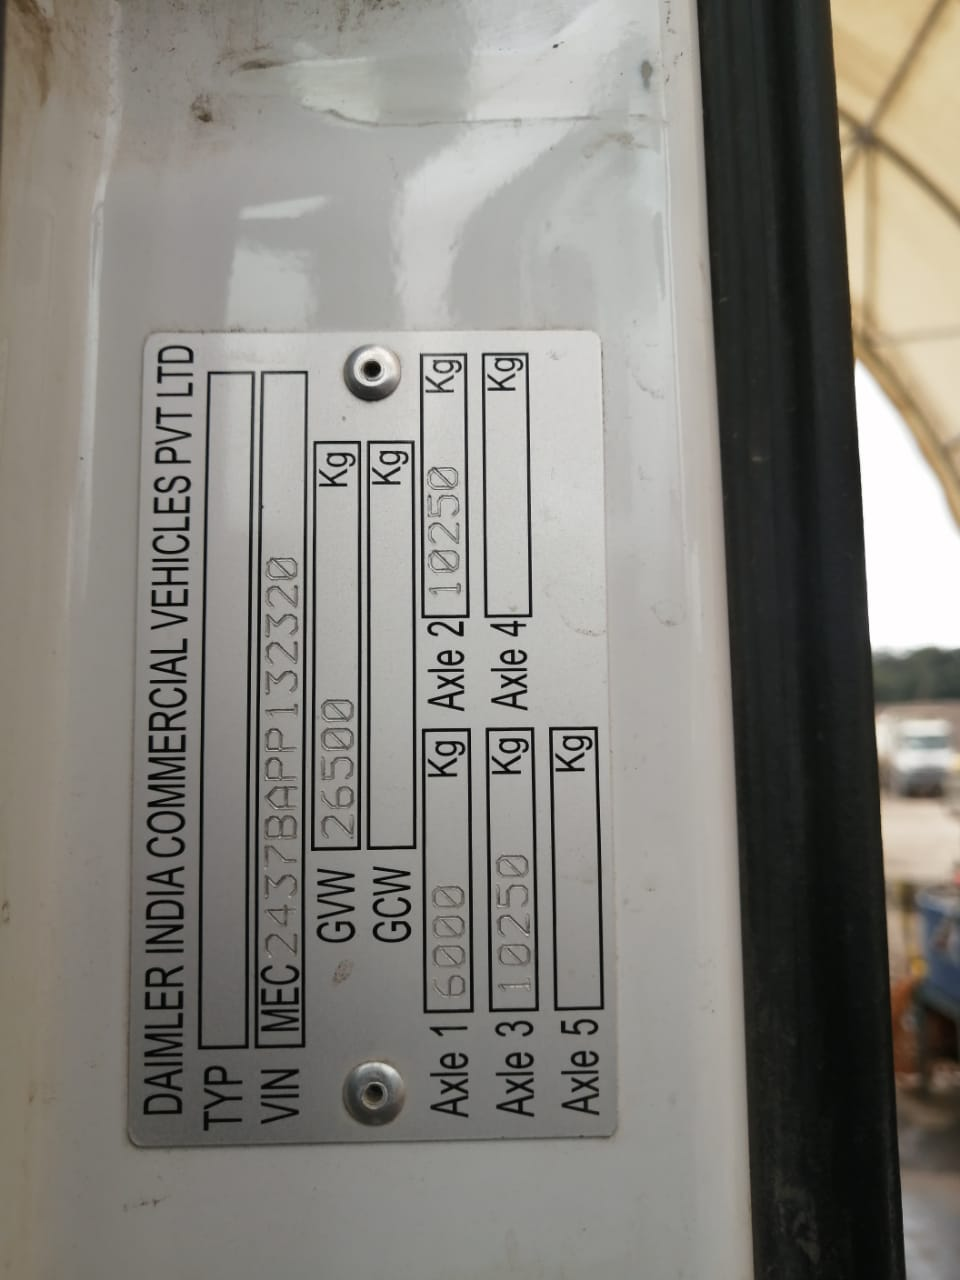 DAIMLER INDIA COMMERCIAL VEHICLES PVT LTD
TYP
VIN MEC2437BAPP132320
GVW 26500 Kg
GCW Kg
Axle 1 6000 Kg Axle 2 10250 Kg
Axle 3 10250 Kg Axle 4 Kg
Axle 5 Kg